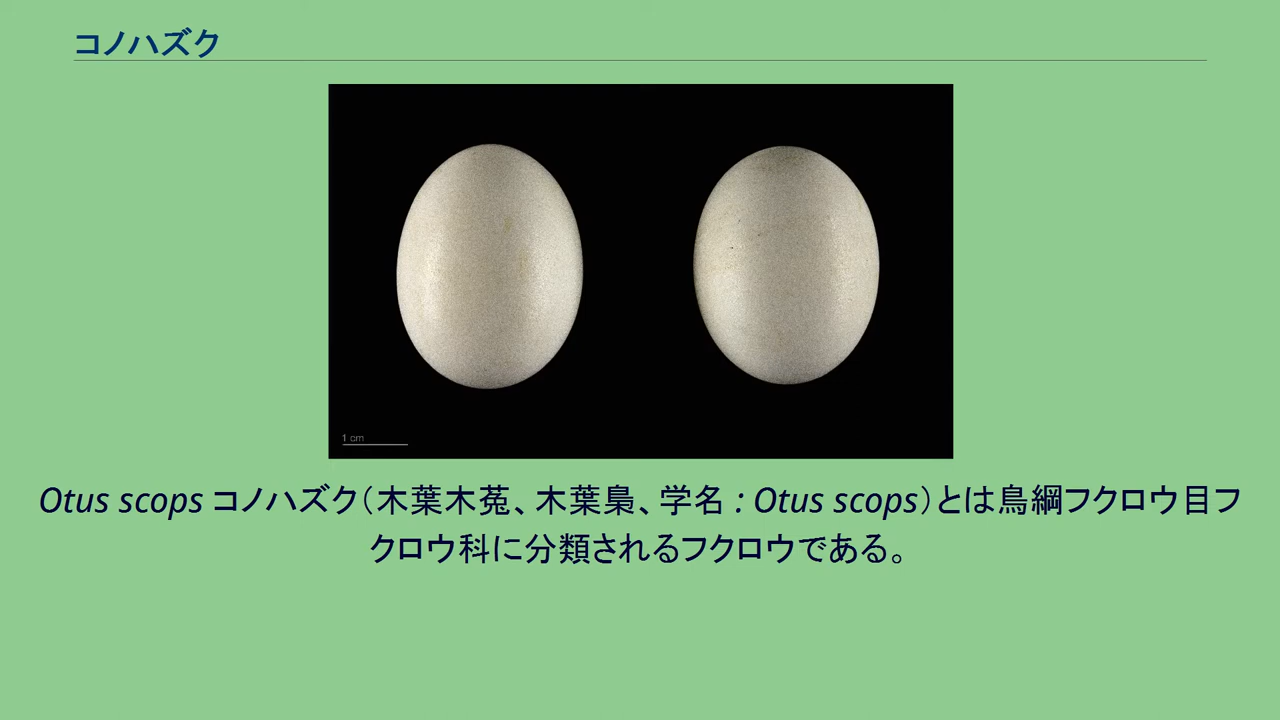 コノハズク
1 cm
Otus scops コノハズク（木葉木菟、木葉梟、学名 : Otus scops）とは鳥綱フクロウ目フ
クロウ科に分類されるフクロウである。